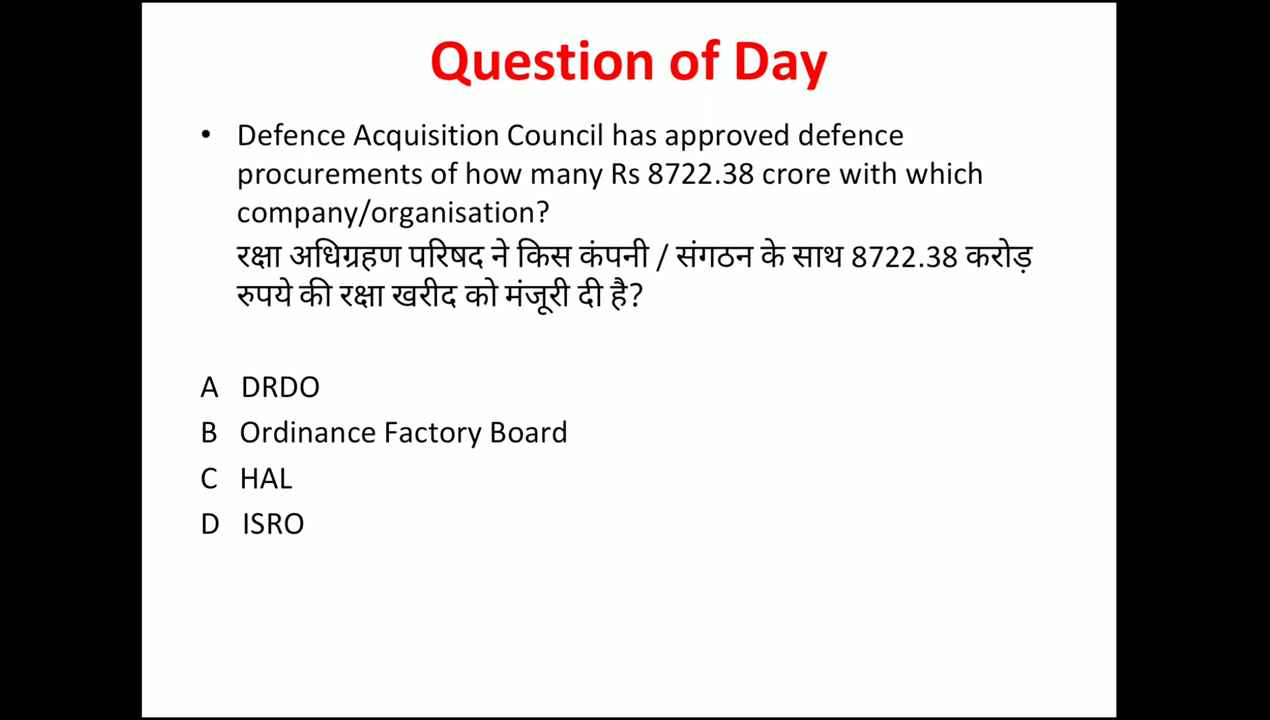 Question of Day
• Defence Acquisition Council has approved defence
procurements of how many Rs 8722.38 crore with which
company/organisation?
रक्षा अधिग्रहण परिषद ने किस कंपनी / संगठन के साथ 8722.38 करोड़
रुपये की रक्षा खरीद को मंजूरी दी है?
A DRDO
B Ordinance Factory Board
C HAL
D ISRO